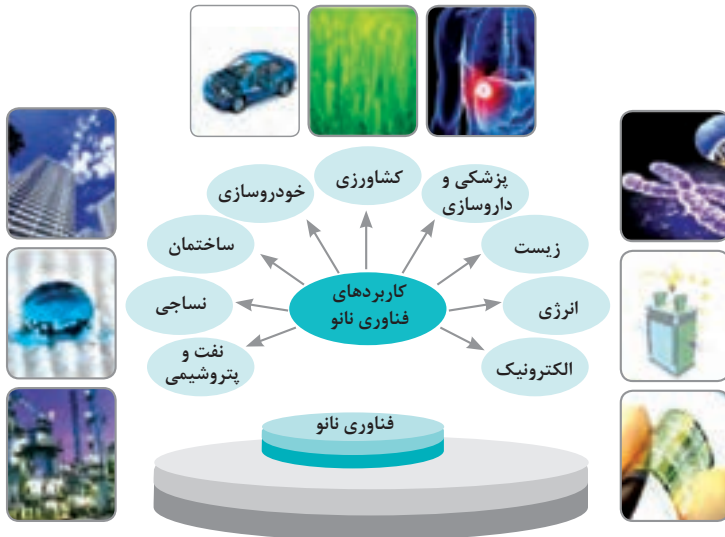 کشاورزی
پزشکی و
داروسازی
خودروسازی
زیست
ساختمان
انرژی
کاربردهای
فناوری نانو
نساجی
الکترونیک
نفت و
پتروشیمی
فناوری نانو